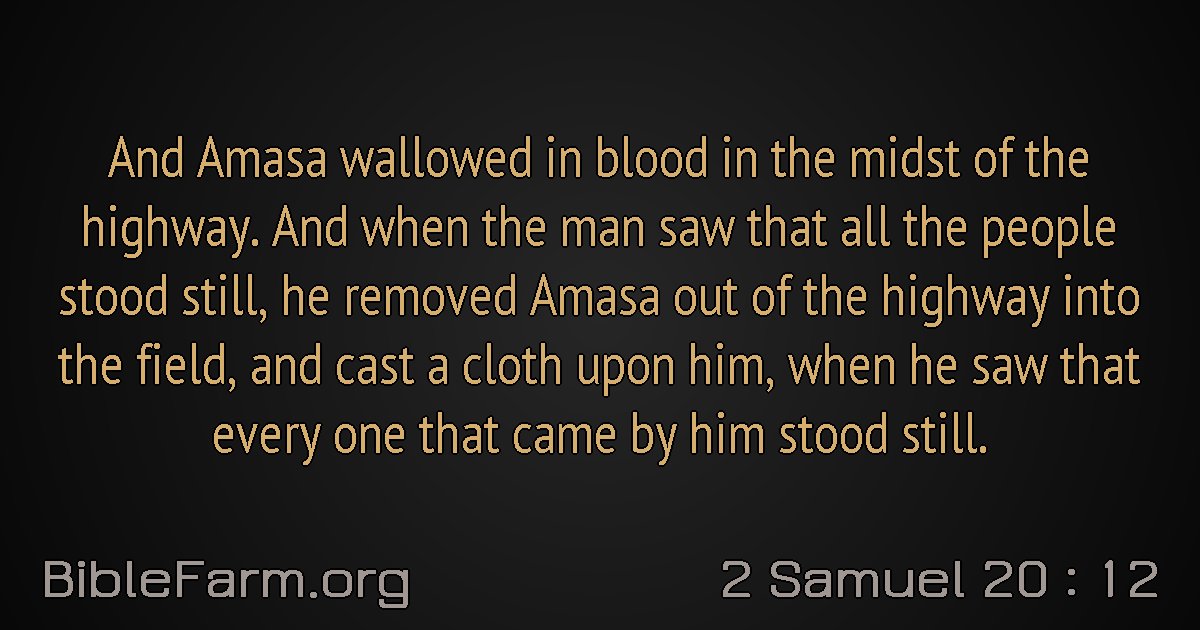 And Amasa wallowed in blood in the midst of the
highway. And when the man saw that all the people
stood still, he removed Amasa out of the highway into
the field, and cast a cloth upon him, when he saw that
every one that came by him stood still.
BibleFarm.org
2 Samuel 20 : 12